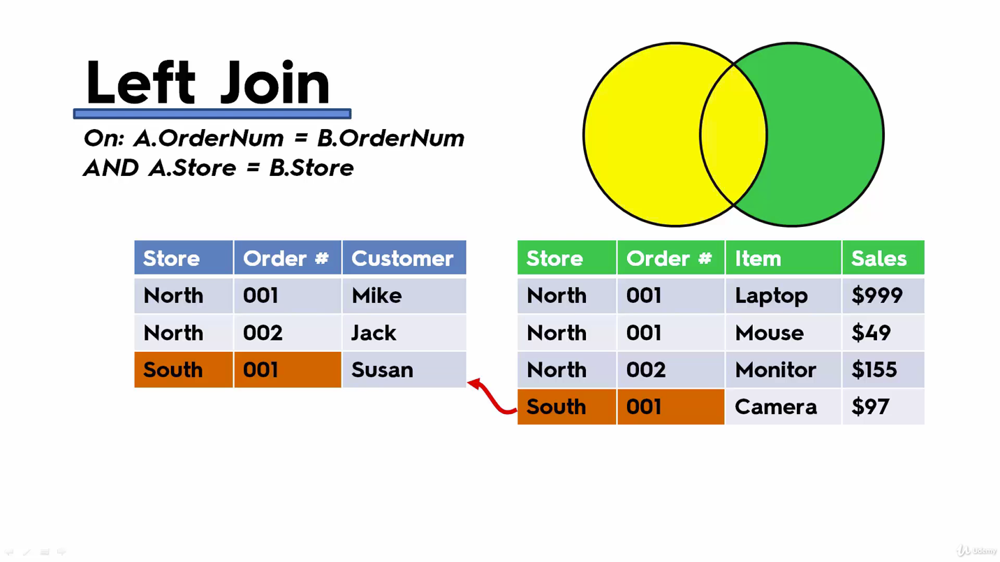 Left Join
On: A.OrderNum = B.OrderNum
AND A.Store = B.Store
Store Order # Customer
North 001 Mike
North 002 Jack
South 001 Susan
Store Order # Item Sales
North 001 Laptop $999
North 001 Mouse $49
North 002 Monitor $155
South 001 Camera $97
Udemy